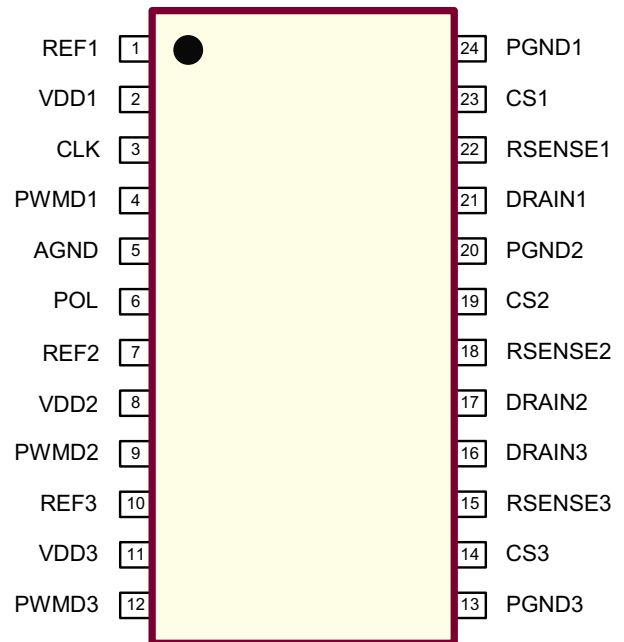 REF1 1 24 PGND1
VDD1 2 23 CS1
CLK 3 22 RSENSE1
PWMD1 4 21 DRAIN1
AGND 5 20 PGND2
POL 6 19 CS2
REF2 7 18 RSENSE2
VDD2 8 17 DRAIN2
PWMD2 9 16 DRAIN3
REF3 10 15 RSENSE3
VDD3 11 14 CS3
PWMD3 12 13 PGND3